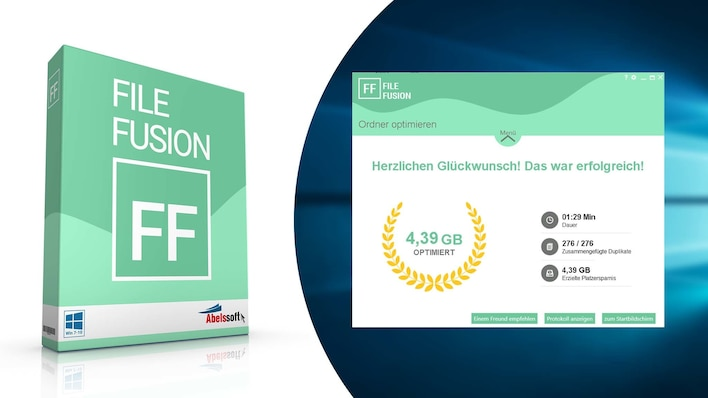 FILE
FUSION
FF
FF
Win 7-10
Abelssoft
FF
FILE
FUSION
?
Ordner optimieren
Menü
Herzlichen Glückwunsch! Das war erfolgreich!
4,39 GB
OPTIMIERT
01:29 Min
Dauer
276 / 276
Zusammengefügte Duplikate
4,39 GB
Erzielte Platzersparnis
Einem Freund empfehlen
Protokoll anzeigen
zum Startbildschirm